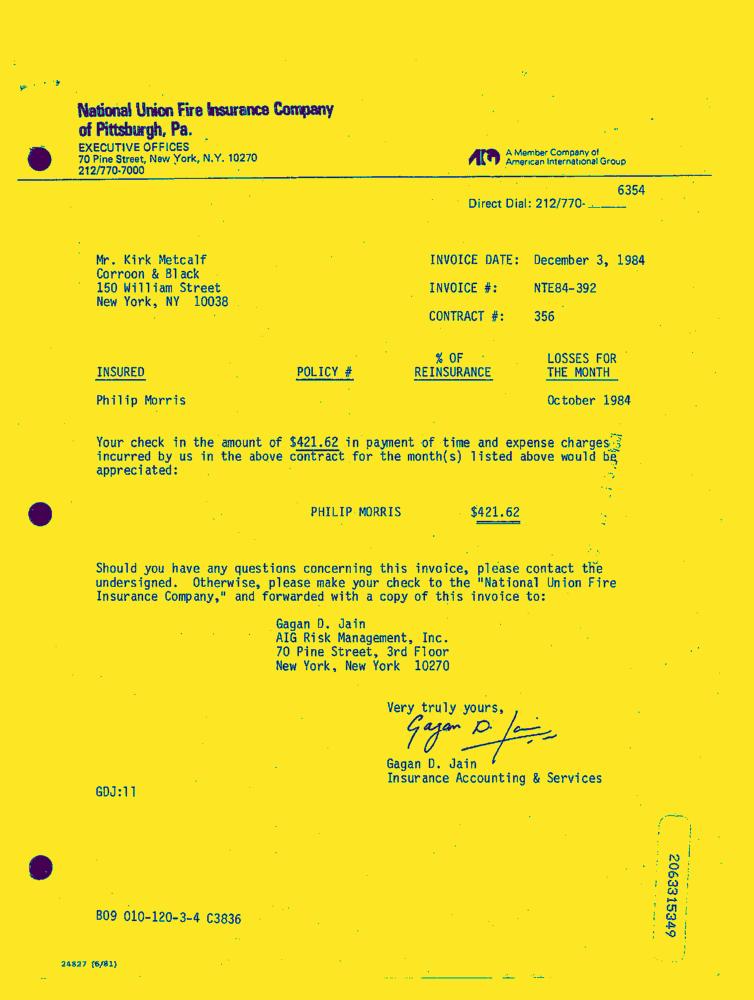 National Union Fire Insurance Company
of Pittsburgh, Pa.
EXECUTIVE OFFICES
70 Pine Street, New York, N.Y. 10270
212/770-7000
AIG A Member Company of
American International Group
6354
Direct Dial: 212/770-
Mr. Kirk Metcalf
Corroon & Black
150 William Street
New York, NY 10038
INVOICE DATE: December 3, 1984
INVOICE #: NTE84-392
CONTRACT #: 356
% OF LOSSES FOR
INSURED POLICY # REINSURANCE THE MONTH
Philip Morris October 1984
Your check in the amount of $421.62 in payment of time and expense charges
incurred by us in the above contract for the month(s) listed above would be
appreciated:
PHILIP MORRIS $421.62
Should you have any questions concerning this invoice, please contact the
undersigned. Otherwise, please make your check to the "National Union Fire
Insurance Company," and forwarded with a copy of this invoice to:
Gagan D. Jain
AIG Risk Management, Inc.
70 Pine Street, 3rd Floor
New York, New York 10270
Very truly yours,
Gagan D. Jain
Gagan D. Jain
Insurance Accounting & Services
GDJ:11
2063315349
B09 010-120-3-4 C3836
24827 (6/81)